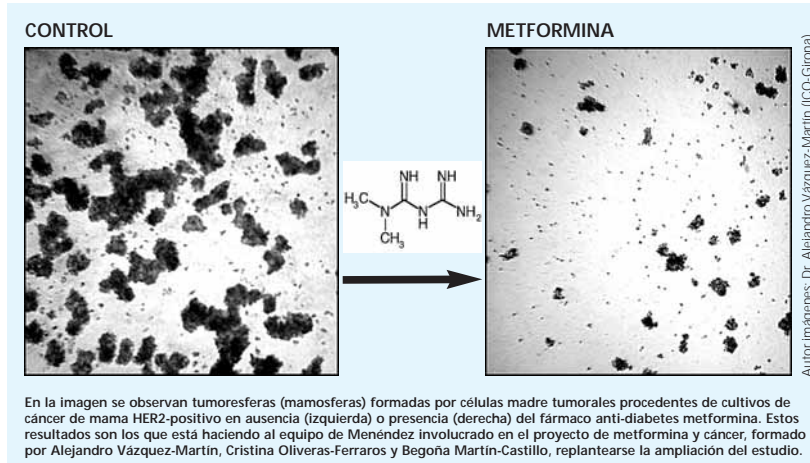 CONTROL
METFORMINA
NH NH
H₃C N N NH₂
H
CH₃
Autor imágenes: Dr. Alejandro Vázquez-Martín (ICO-Girona)
En la imagen se observan tumoresferas (mamosferas) formadas por células madre tumorales procedentes de cultivos de
cáncer de mama HER2-positivo en ausencia (izquierda) o presencia (derecha) del fármaco anti-diabetes metformina. Estos
resultados son los que está haciendo al equipo de Menéndez involucrado en el proyecto de metformina y cáncer, formado
por Alejandro Vázquez-Martín, Cristina Oliveras-Ferraros y Begoña Martín-Castillo, replantearse la ampliación del estudio.